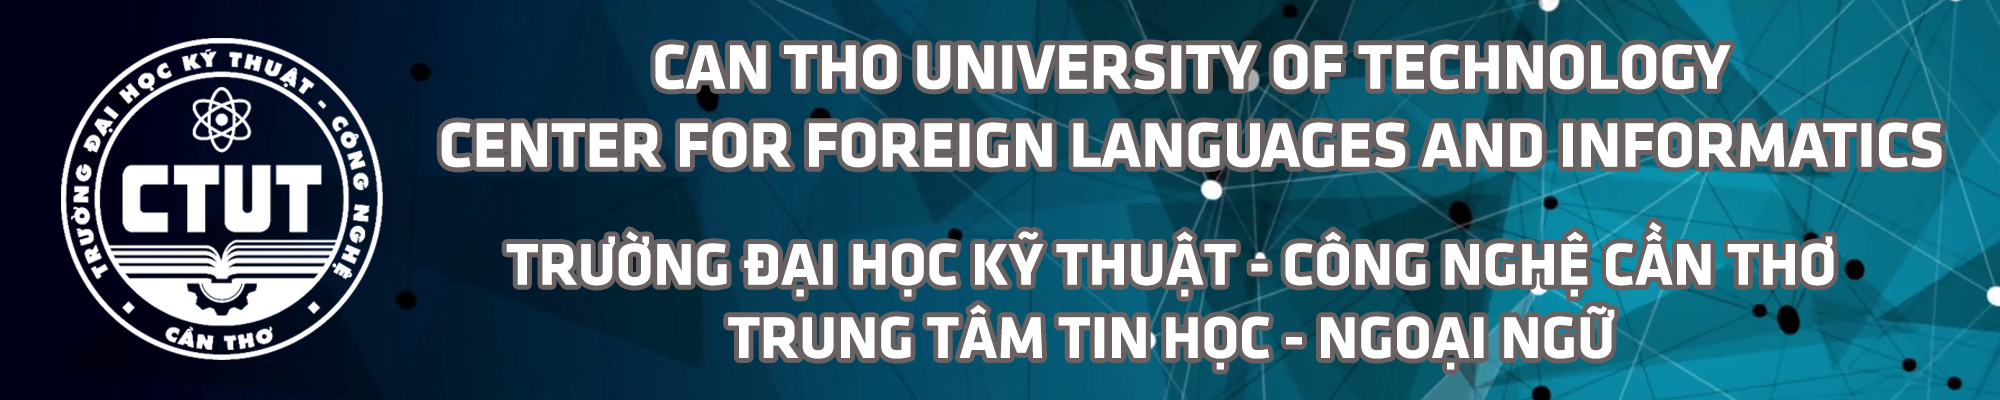 TRƯỜNG ĐẠI HỌC KỸ THUẬT - CÔNG NGHỆ
CTUT
CẦN THƠ
CAN THO UNIVERSITY OF TECHNOLOGY
CENTER FOR FOREIGN LANGUAGES AND INFORMATICS
TRƯỜNG ĐẠI HỌC KỸ THUẬT - CÔNG NGHỆ CẦN THƠ
TRUNG TÂM TIN HỌC - NGOẠI NGỮ